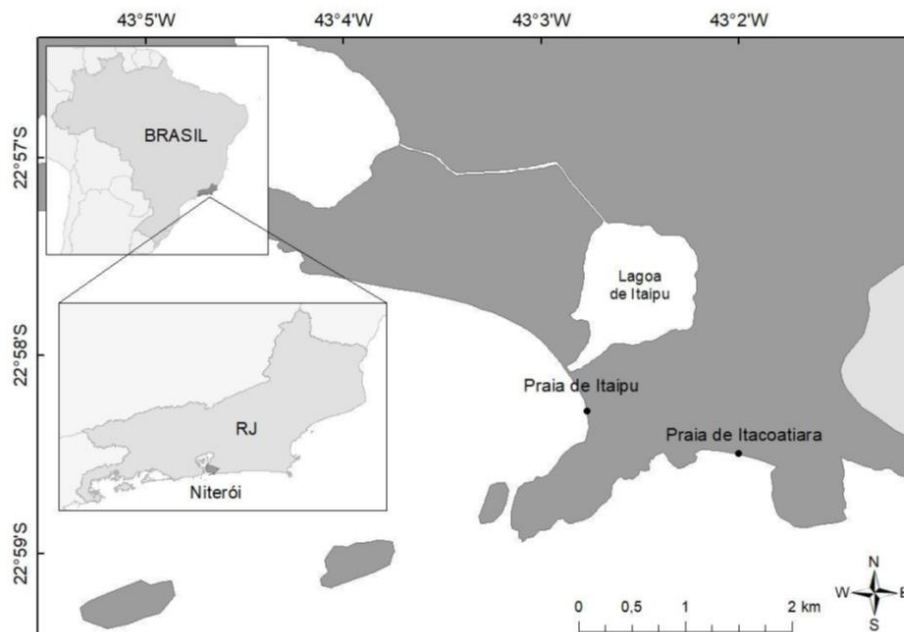 43°5'W 43°4'W 43°3'W 43°2'W
22°57'S
22°58'S
22°59'S
BRASIL
RJ
Niterói
Lagoa
de Itaipu
Praia de Itaipu
Praia de Itacoatiara
N
W E
S
0 0,5 1 2 km